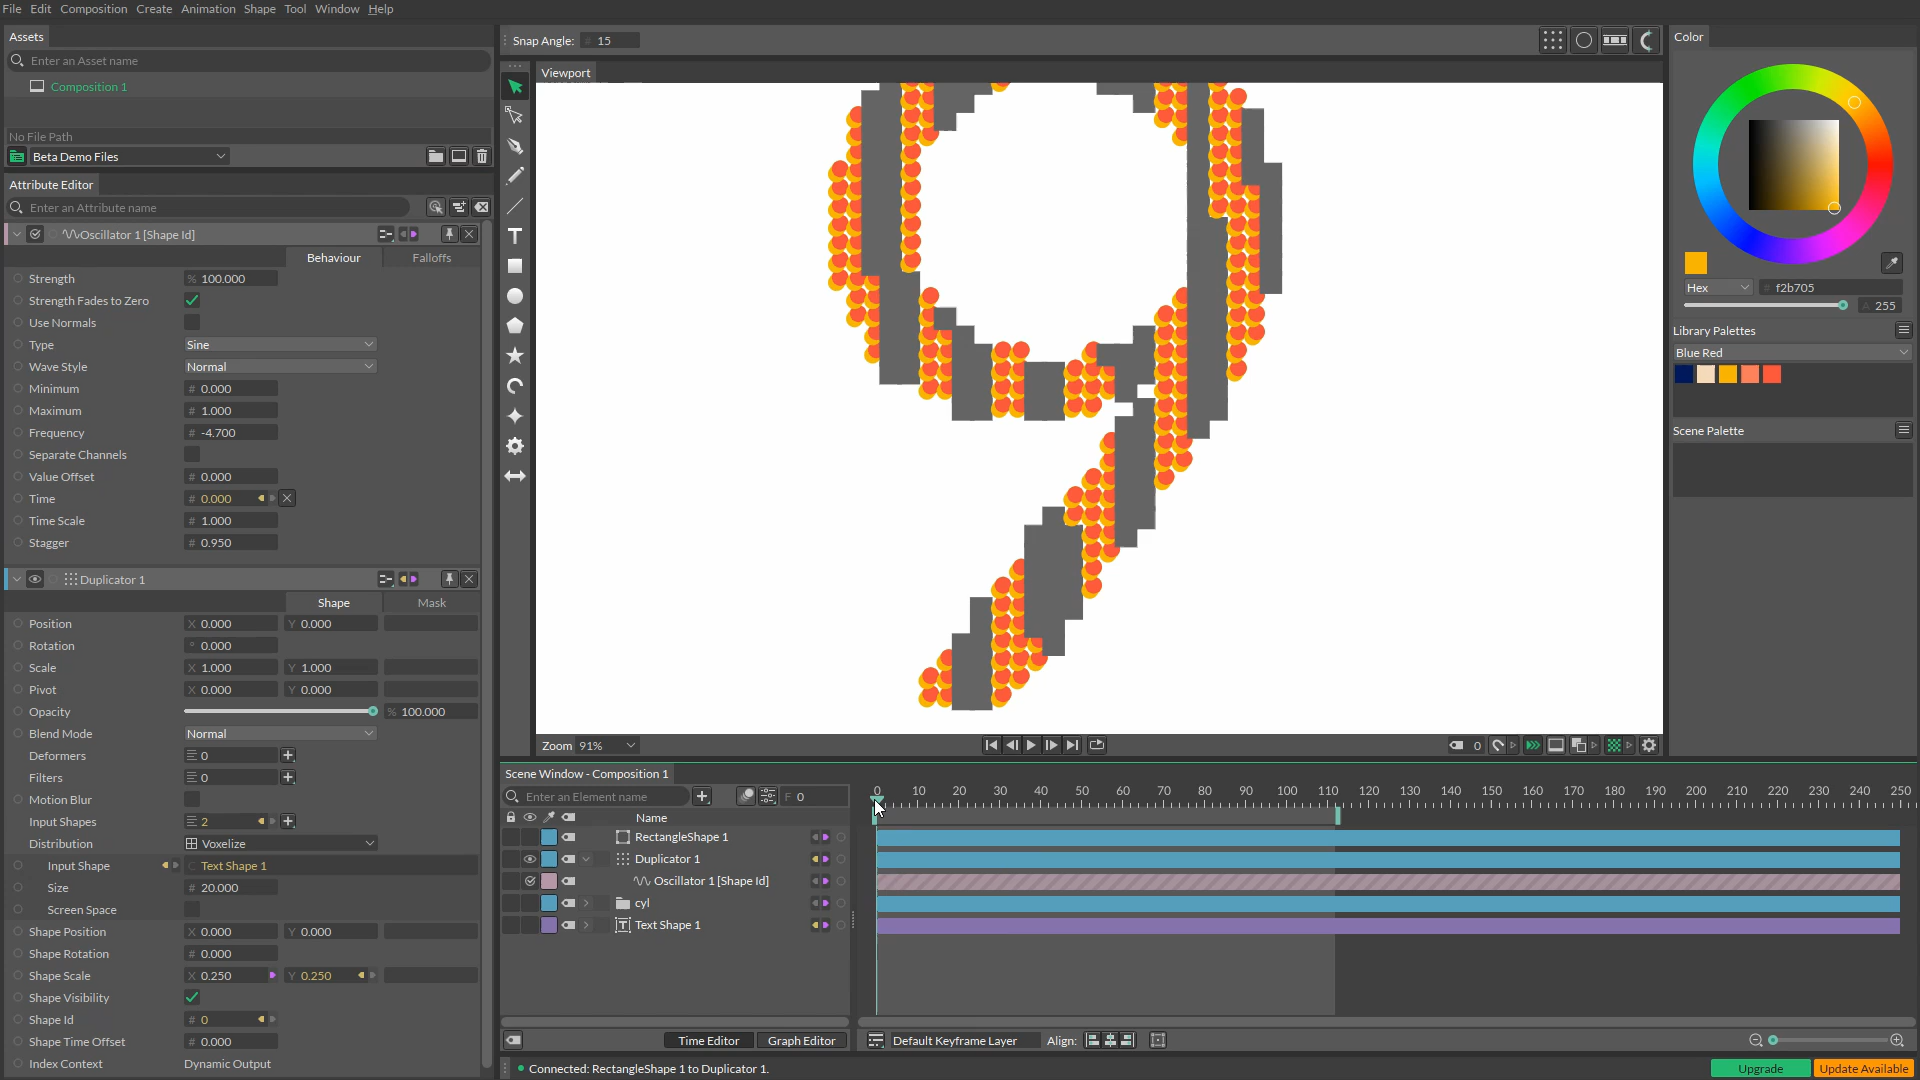 File Edit Composition Create Animation Shape Tool Window Help
Assets
Enter an Asset name
Composition 1
No File Path
Beta Demo Files
Attribute Editor
Enter an Attribute name
Oscillator 1 [Shape Id]
Behaviour Falloffs
Strength % 100.000
Strength Fades to Zero
Use Normals
Type Sine
Wave Style Normal
Minimum # 0.000
Maximum # 1.000
Frequency # -4.700
Separate Channels
Value Offset # 0.000
Time # 0.000
Time Scale # 1.000
Stagger # 0.950
Duplicator 1
Shape Mask
Position X 0.000 Y 0.000
Rotation ° 0.000
Scale X 1.000 Y 1.000
Pivot X 0.000 Y 0.000
Opacity % 100.000
Blend Mode Normal
Deformers 0
Filters 0
Motion Blur
Input Shapes 2
Distribution Voxelize
Input Shape Text Shape 1
Size # 20.000
Screen Space
Shape Position X 0.000 Y 0.000
Shape Rotation # 0.000
Shape Scale X 0.250 Y 0.250
Shape Visibility
Shape Id # 0
Shape Time Offset # 0.000
Index Context Dynamic Output
Snap Angle: 15
Viewport
Zoom 91%
0
Scene Window - Composition 1
Enter an Element name
F 0
Name
RectangleShape 1
Duplicator 1
Oscillator 1 [Shape Id]
cyl
Text Shape 1
0 10 20 30 40 50 60 70 80 90 100 110 120 130 140 150 160 170 180 190 200 210 220 230 240 250
Time Editor Graph Editor
Default Keyframe Layer Align:
Connected: RectangleShape 1 to Duplicator 1.
Upgrade Update Available
Color
Hex # f2b705
A 255
Library Palettes
Blue Red
Scene Palette